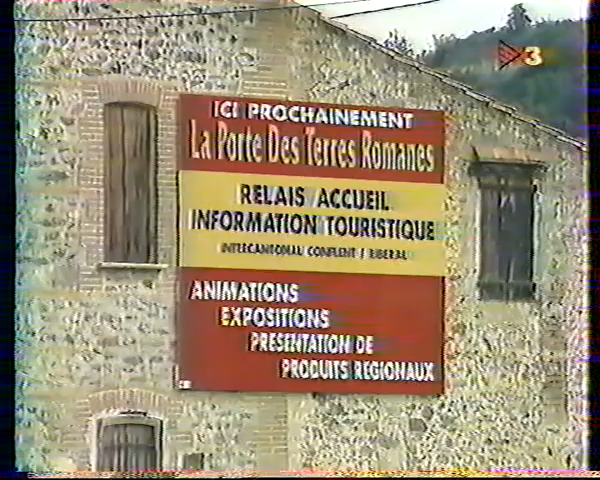 3
ICI PROCHAINEMENT
La Porte Des Terres Romanes
RELAIS ACCUEIL
INFORMATION TOURISTIQUE
INTERCANTONAL CONFLENT / RIBERAL
ANIMATIONS
EXPOSITIONS
PRESENTATION DE
PRODUITS REGIONAUX